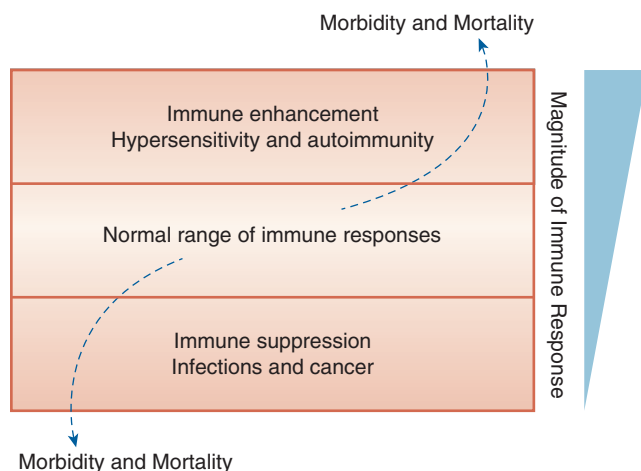 Morbidity and Mortality
Immune enhancement
Hypersensitivity and autoimmunity
Normal range of immune responses
Immune suppression
Infections and cancer
Morbidity and Mortality
Magnitude of Immune Response